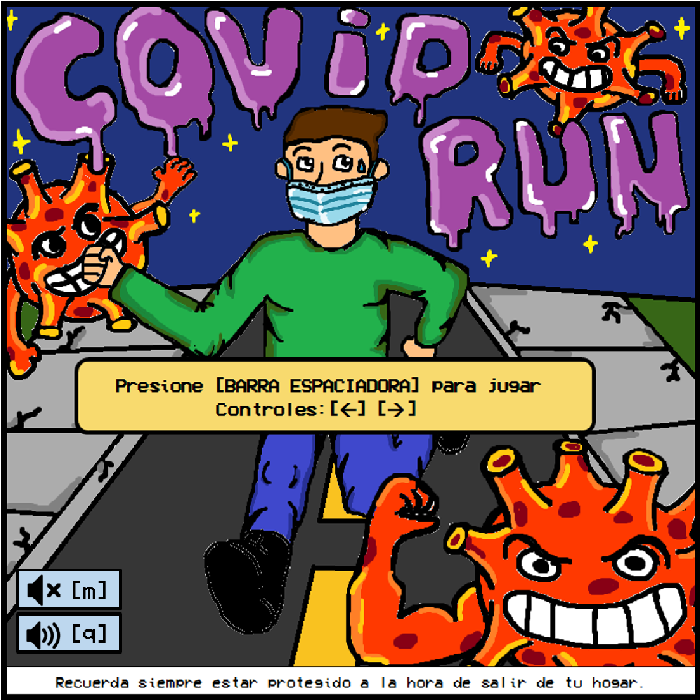 COViD
RUN
Presione [BARRA ESPACIADORA] para jugar
Controles:[←] [→]
[m]
[q]
Recuerda siempre estar protegido a la hora de salir de tu hogar.